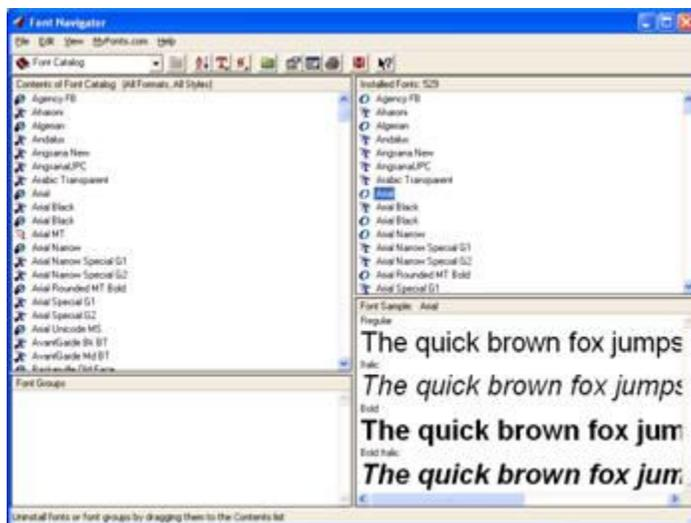 Font Navigator
File Edit View MyFonts.com Help
Font Catalog
Contents of Font Catalog (All Formats, All Styles)
Agency FB
Aharoni
Algerian
Andalus
Angsana New
AngsanaUPC
Arabic Transparent
Arial
Arial Black
Arial Black
Arial MT
Arial Narrow
Arial Narrow Special G1
Arial Narrow Special G2
Arial Rounded MT Bold
Arial Special G1
Arial Special G2
Arial Unicode MS
AvantGarde Bk BT
AvantGarde Md BT
Baskerville Old Face
Font Groups
Installed Fonts: 529
Agency FB
Aharoni
Algerian
Andalus
Angsana New
AngsanaUPC
Arabic Transparent
Arial
Arial Black
Arial Black
Arial Narrow
Arial Narrow Special G1
Arial Narrow Special G2
Arial Rounded MT Bold
Arial Special G1
Font Sample: Arial
Regular
The quick brown fox jumps
Italic
The quick brown fox jumps
Bold
The quick brown fox jum
Bold Italic
The quick brown fox jum
Uninstall fonts or font groups by dragging them to the Contents list